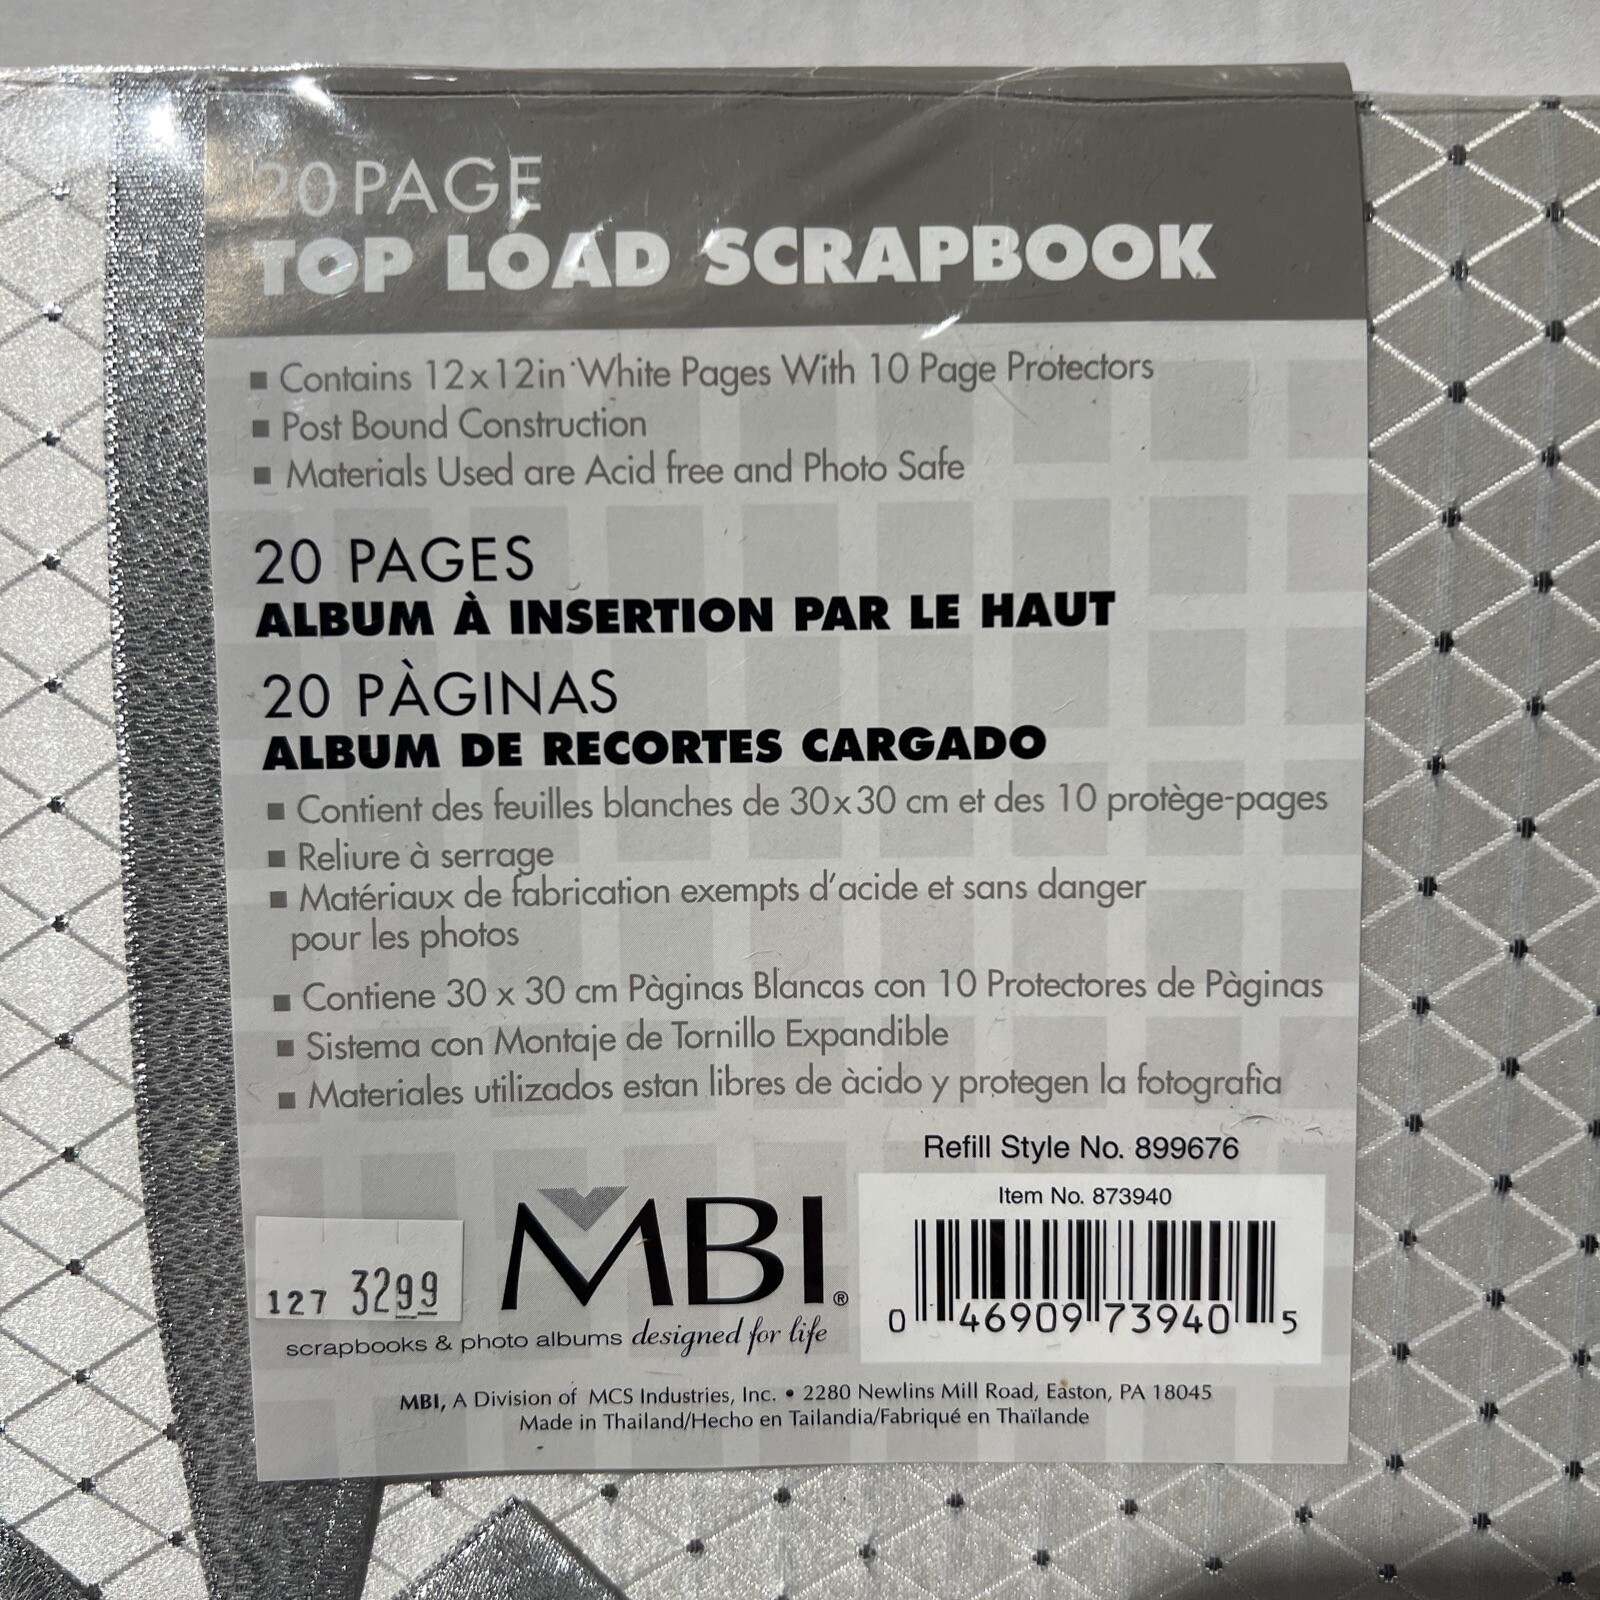 20 PAGE
TOP LOAD SCRAPBOOK
▪ Contains 12x12in White Pages With 10 Page Protectors
▪ Post Bound Construction
▪ Materials Used are Acid free and Photo Safe
20 PAGES
ALBUM À INSERTION PAR LE HAUT
20 PÀGINAS
ALBUM DE RECORTES CARGADO
▪ Contient des feuilles blanches de 30x30 cm et des 10 protège-pages
▪ Reliure à serrage
▪ Matériaux de fabrication exempts d'acide et sans danger
pour les photos
▪ Contiene 30 x 30 cm Pàginas Blancas con 10 Protectores de Pàginas
▪ Sistema con Montaje de Tornillo Expandible
▪ Materiales utilizados estan libres de àcido y protegen la fotografìa
Refill Style No. 899676
Item No. 873940
127 3299
MBI®
0 46909 73940 5
scrapbooks & photo albums designed for life
MBI, A Division of MCS Industries, Inc. • 2280 Newlins Mill Road, Easton, PA 18045
Made in Thailand/Hecho en Tailandia/Fabriqué en Thaïlande